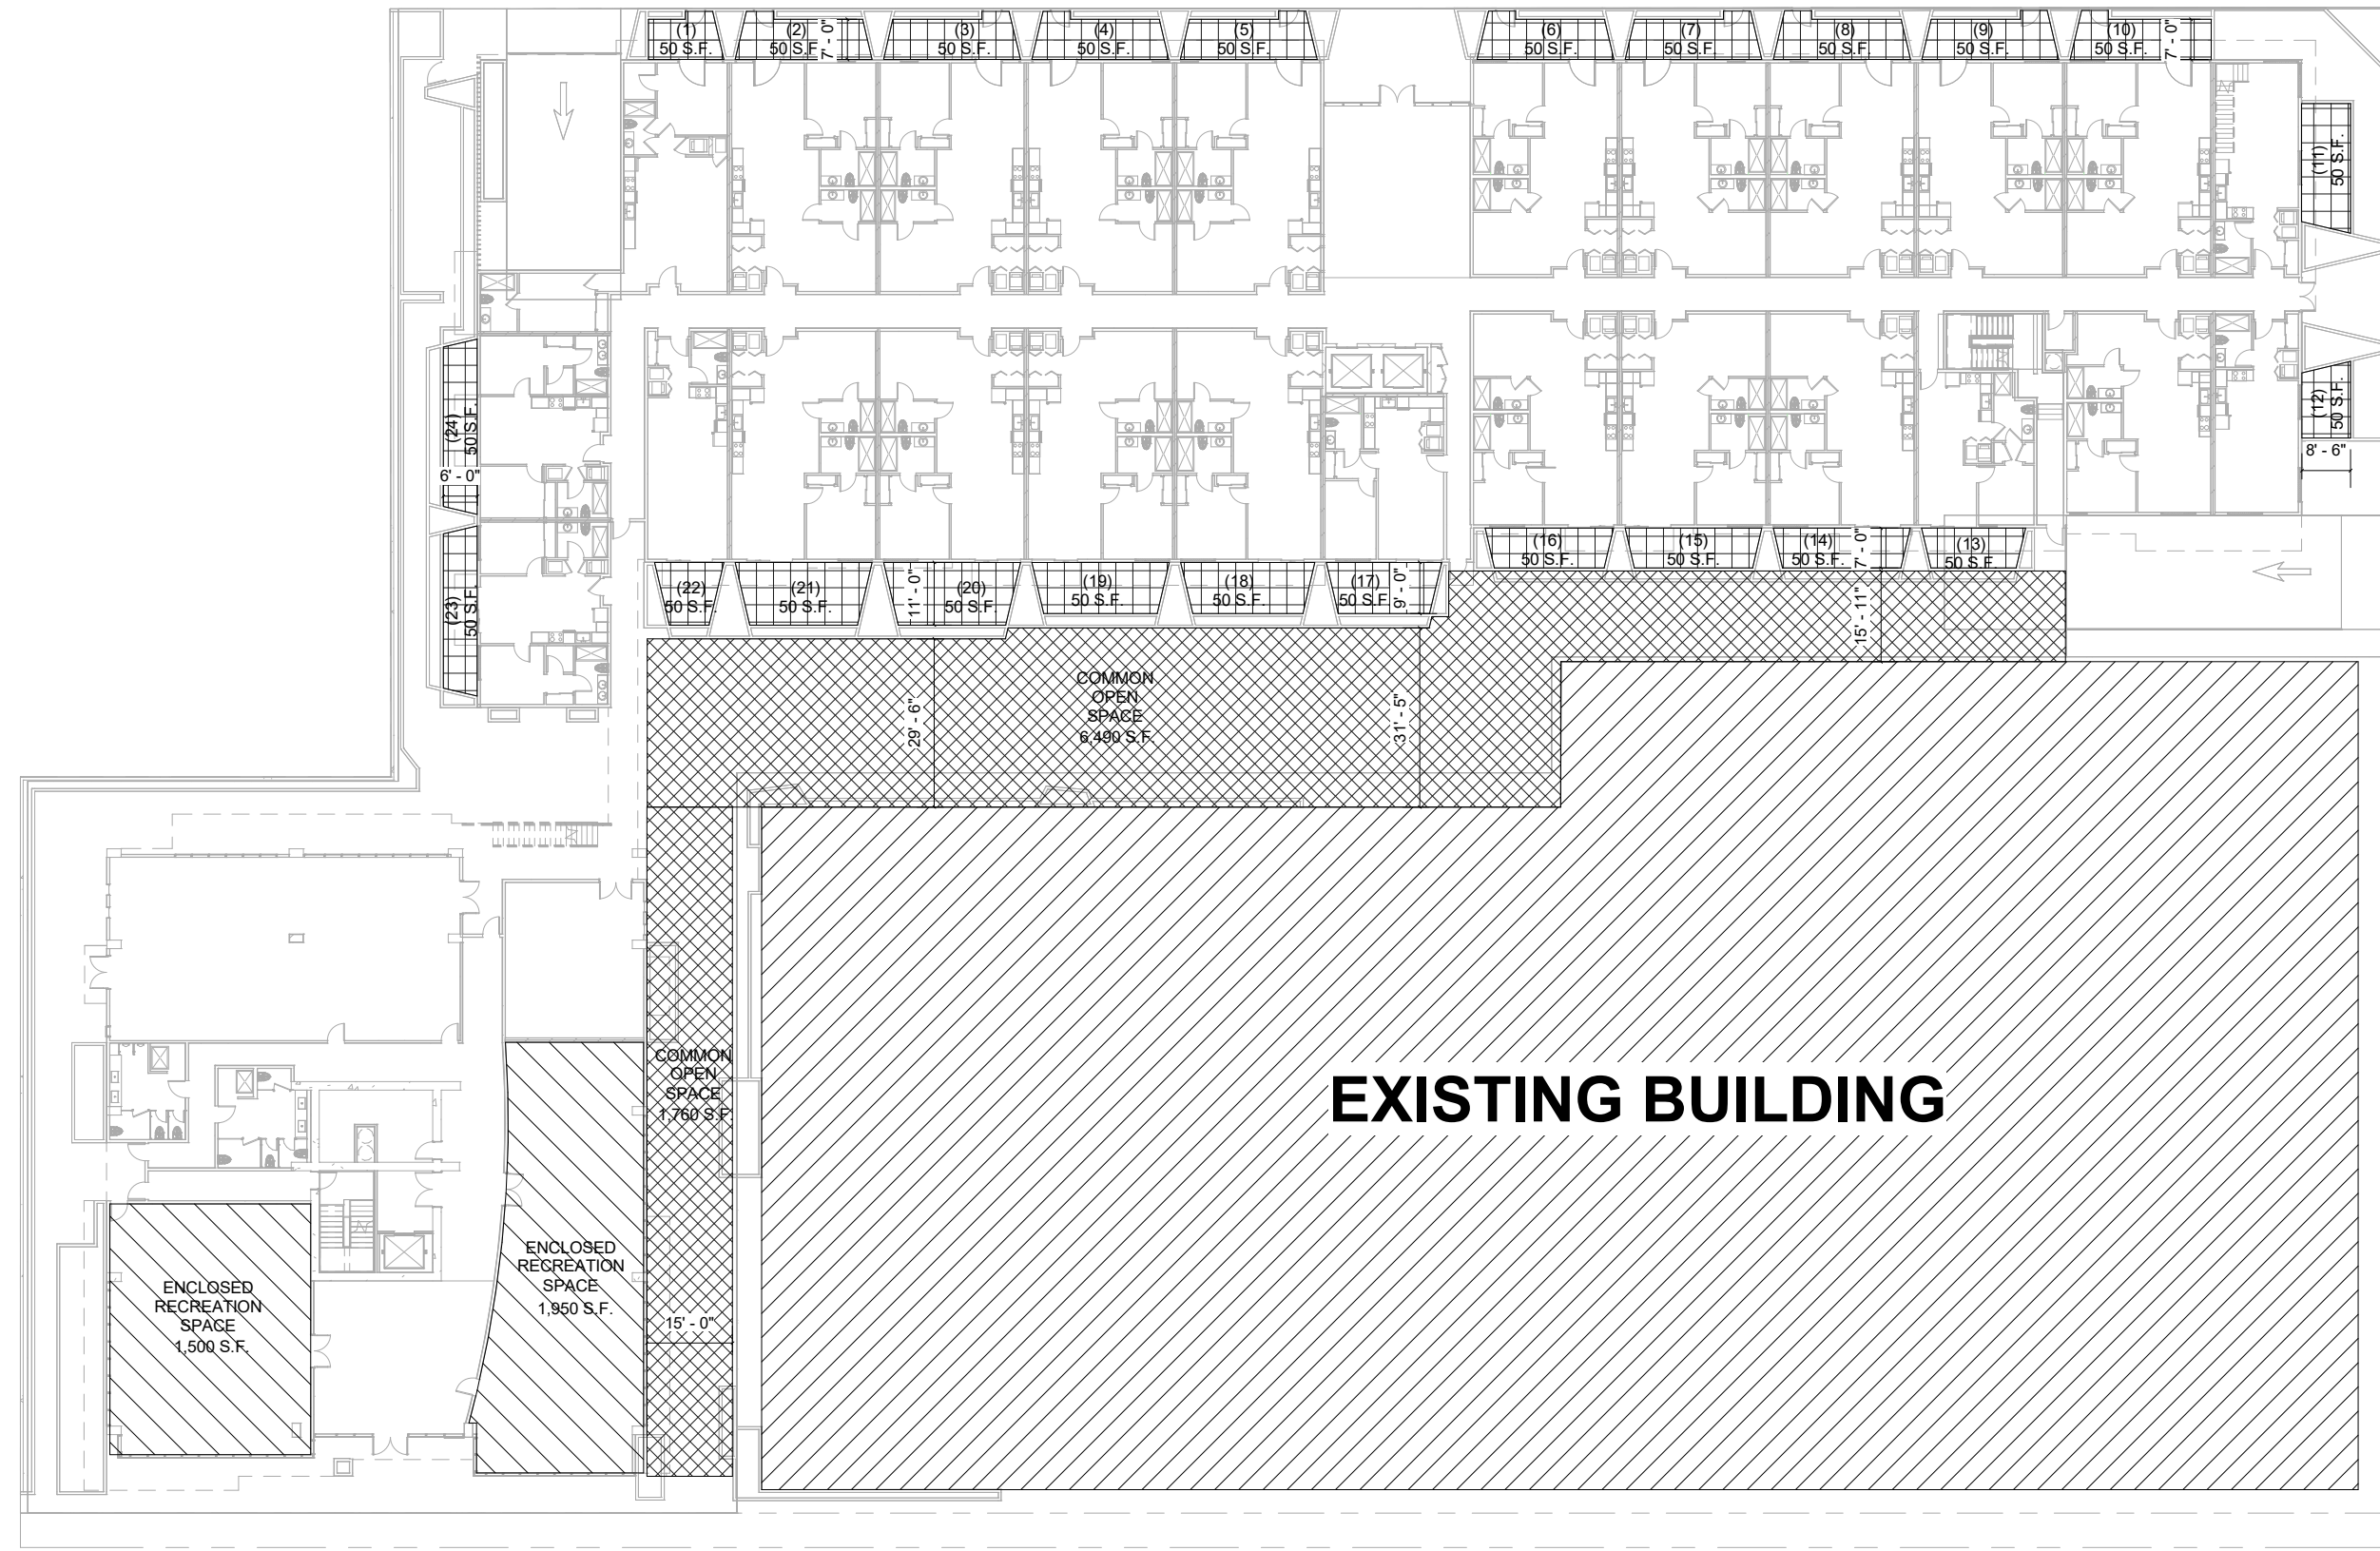 (1)
50 S.F.
(2)
50 S.F.
7' - 0"
(3)
50 S.F.
(4)
50 S.F.
(5)
50 S.F.
(6)
50 S.F.
(7)
50 S.F.
(8)
50 S.F.
(9)
50 S.F.
(10)
50 S.F.
7' - 0"
(11)
50 S.F.
(12)
50 S.F.
8' - 6"
(24)
50 S.F.
6' - 0"
(23)
50 S.F.
(22)
50 S.F.
(21)
50 S.F.
11' - 0"
(20)
50 S.F.
(19)
50 S.F.
(18)
50 S.F.
(17)
50 S.F.
9' - 0"
(16)
50 S.F.
(15)
50 S.F.
(14)
50 S.F.
7' - 0"
(13)
50 S.F.
15' - 11"
29' - 6"
COMMON
OPEN
SPACE
6,490 S.F.
31' - 5"
COMMON
OPEN
SPACE
1,760 S.F.
15' - 0"
EXISTING BUILDING
ENCLOSED
RECREATION
SPACE
1,950 S.F.
ENCLOSED
RECREATION
SPACE
1,500 S.F.